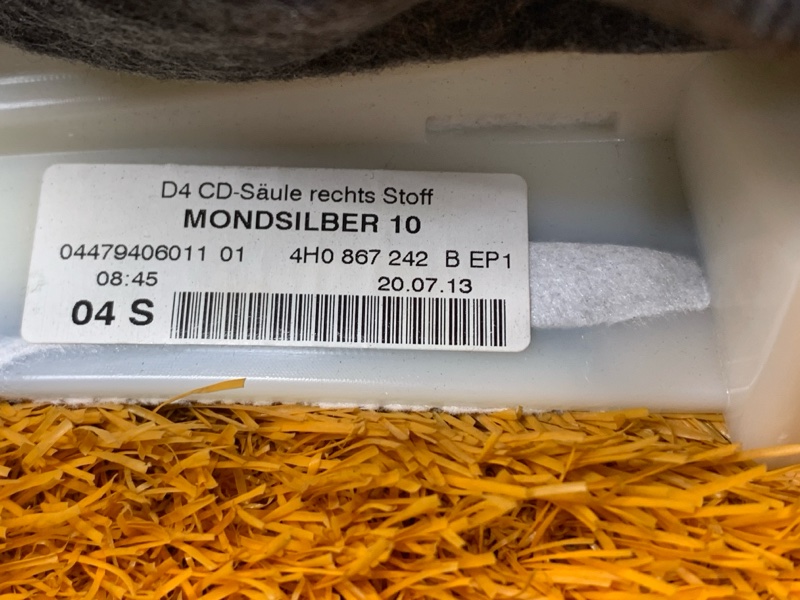 D4 CD-Säule rechts Stoff
MONDSILBER 10
04479406011 01 4H0 867 242 B EP1
08:45 20.07.13
04 S